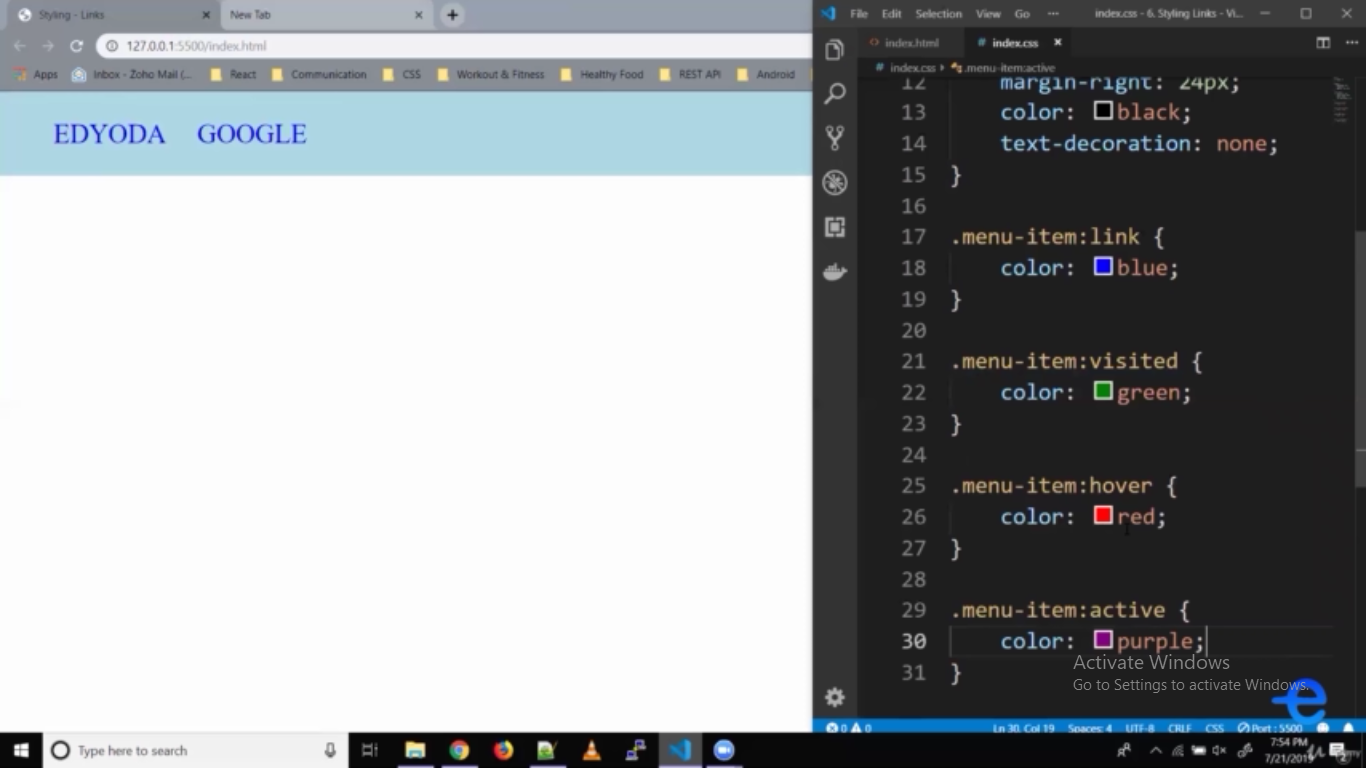 Styling - Links
New Tab
127.0.0.1:5500/index.html
Apps Inbox - Zoho Mail (... React Communication CSS Workout & Fitness Healthy Food REST API Android
EDYODA GOOGLE
File Edit Selection View Go ··· index.css - 6. Styling Links - Vi...
index.html index.css
index.css › .menu-item:active
12 margin-right: 24px;
13 color: black;
14 text-decoration: none;
15 }
16
17 .menu-item:link {
18 color: blue;
19 }
20
21 .menu-item:visited {
22 color: green;
23 }
24
25 .menu-item:hover {
26 color: red;
27 }
28
29 .menu-item:active {
30 color: purple;
31 }
Activate Windows
Go to Settings to activate Windows.
0 0 Ln 30, Col 19 Spaces: 4 UTF-8 CRLF CSS Port : 5500
Type here to search
7:54 PM